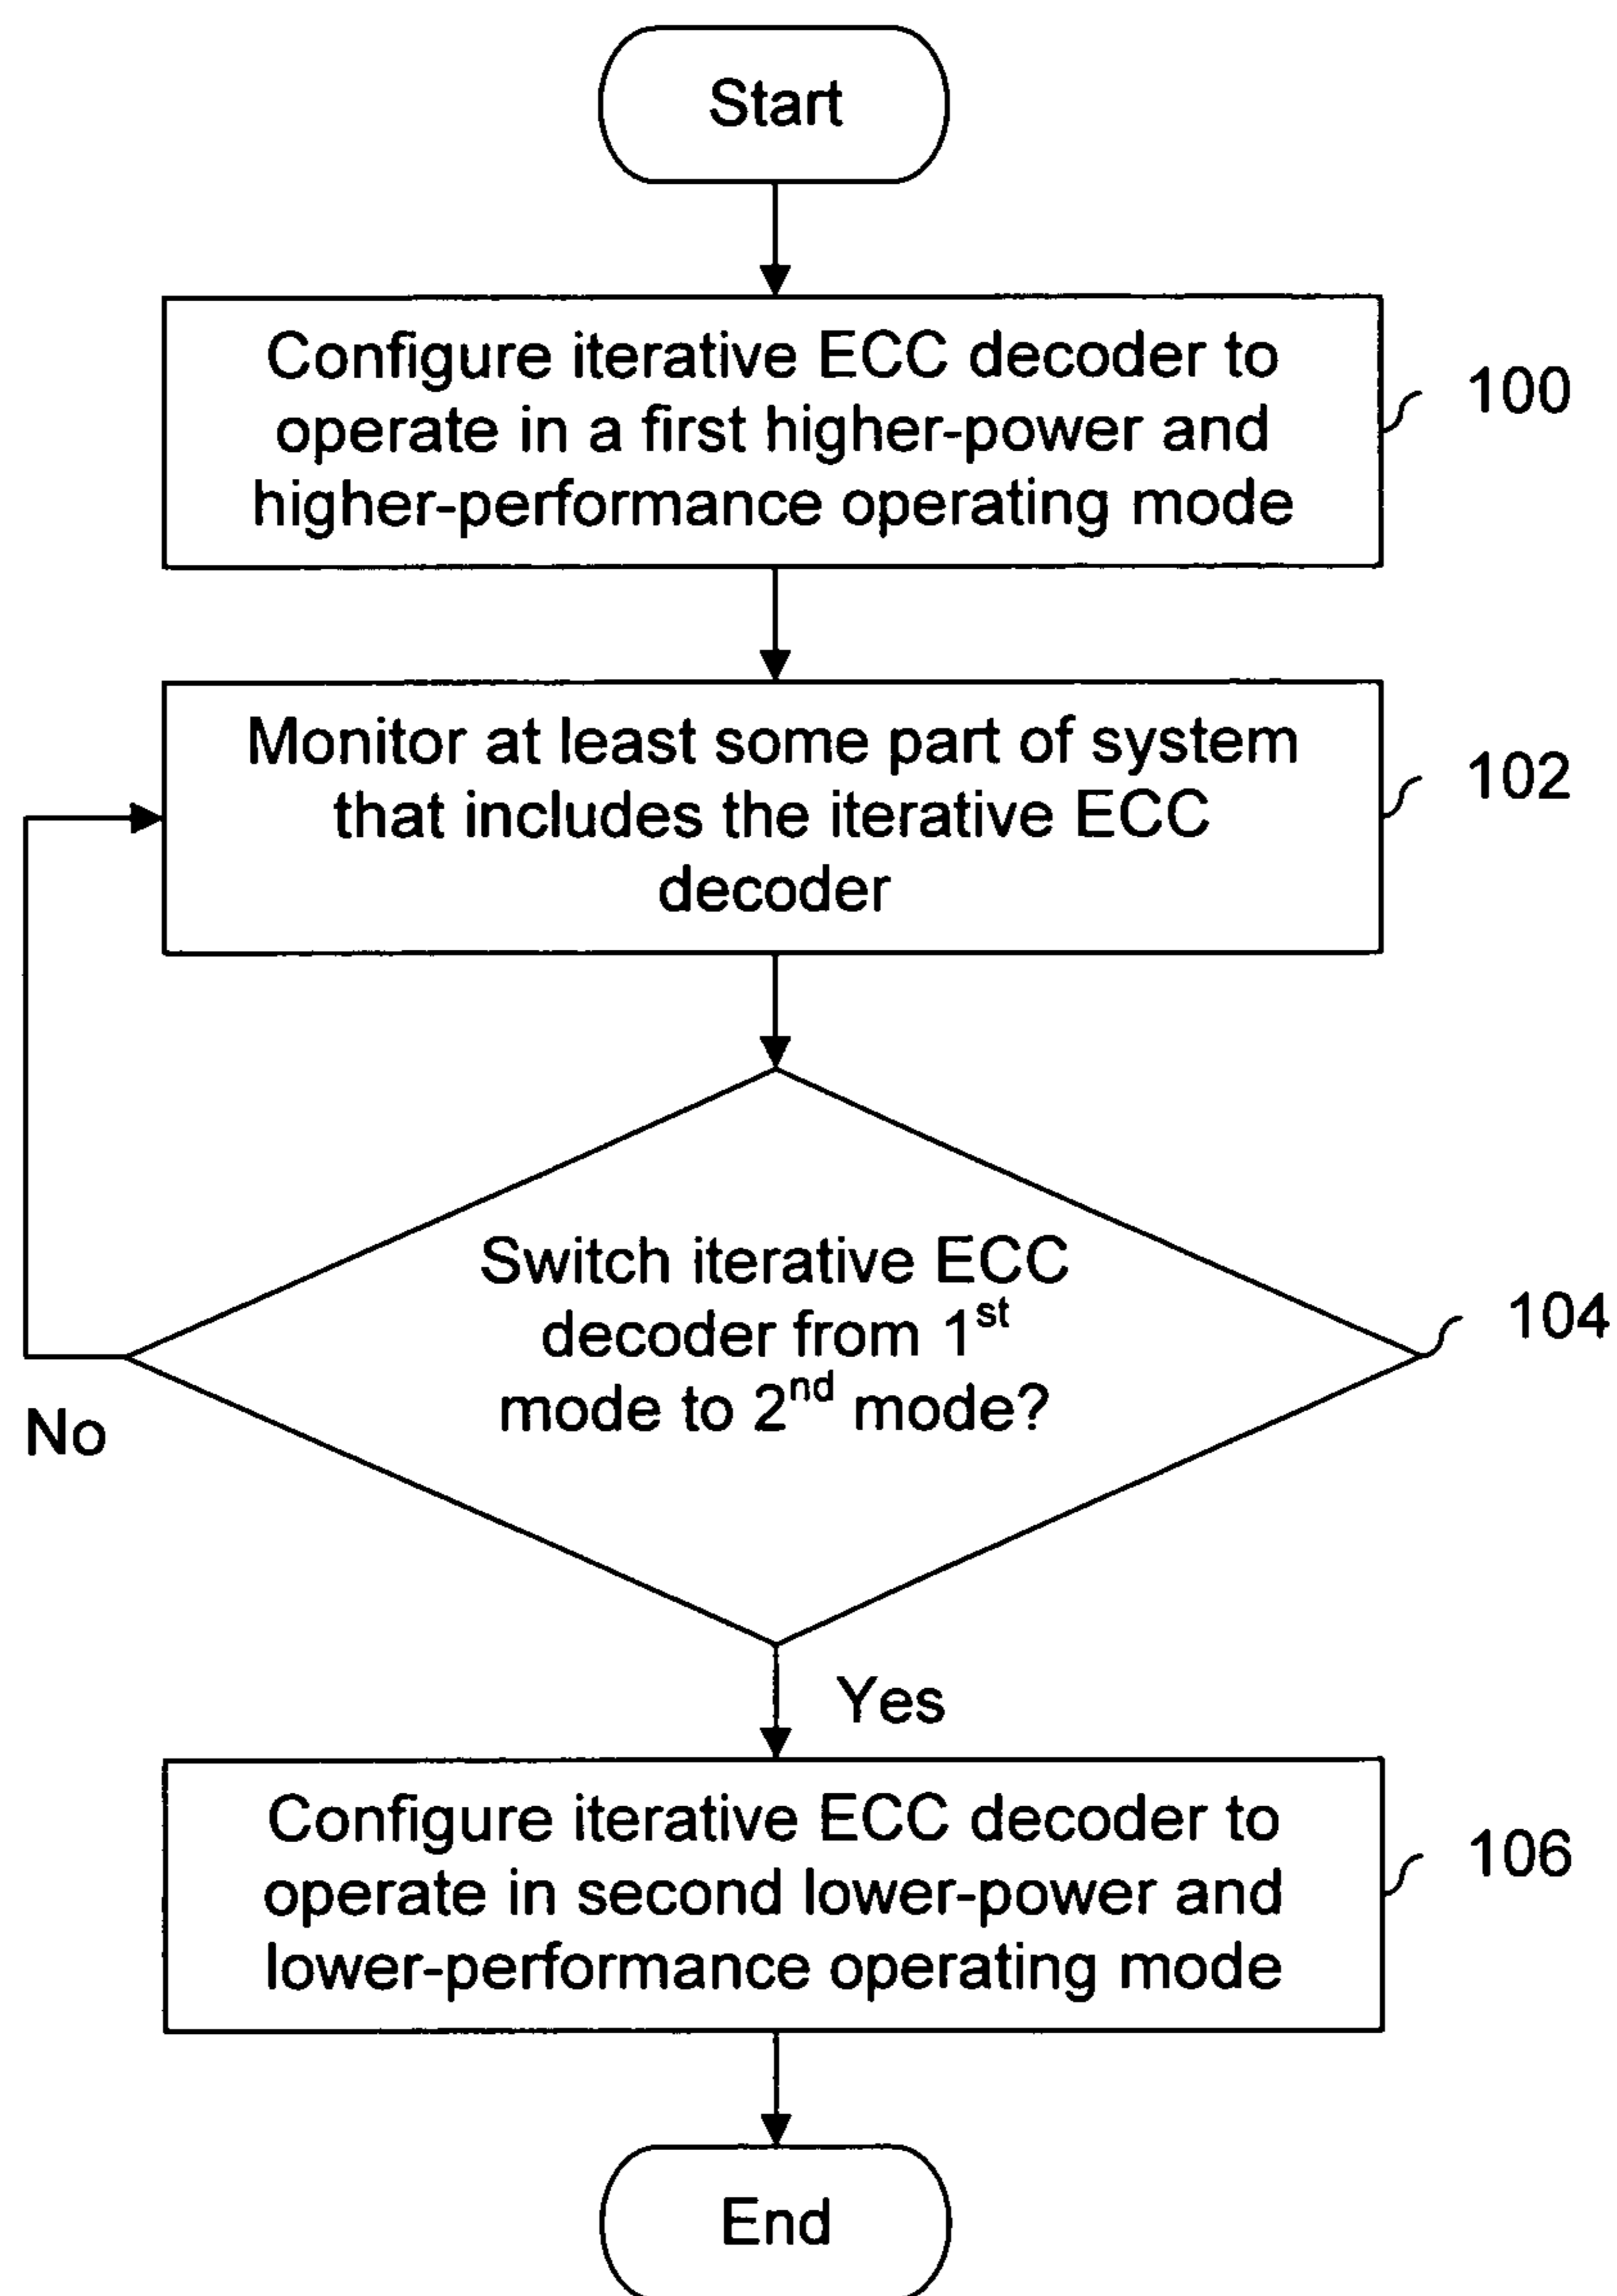 Start
Configure iterative ECC decoder to
operate in a first higher-power and
higher-performance operating mode
100
Monitor at least some part of system
that includes the iterative ECC
decoder
102
Switch iterative ECC
decoder from 1st
mode to 2nd mode?
104
No
Yes
Configure iterative ECC decoder to
operate in second lower-power and
lower-performance operating mode
106
End